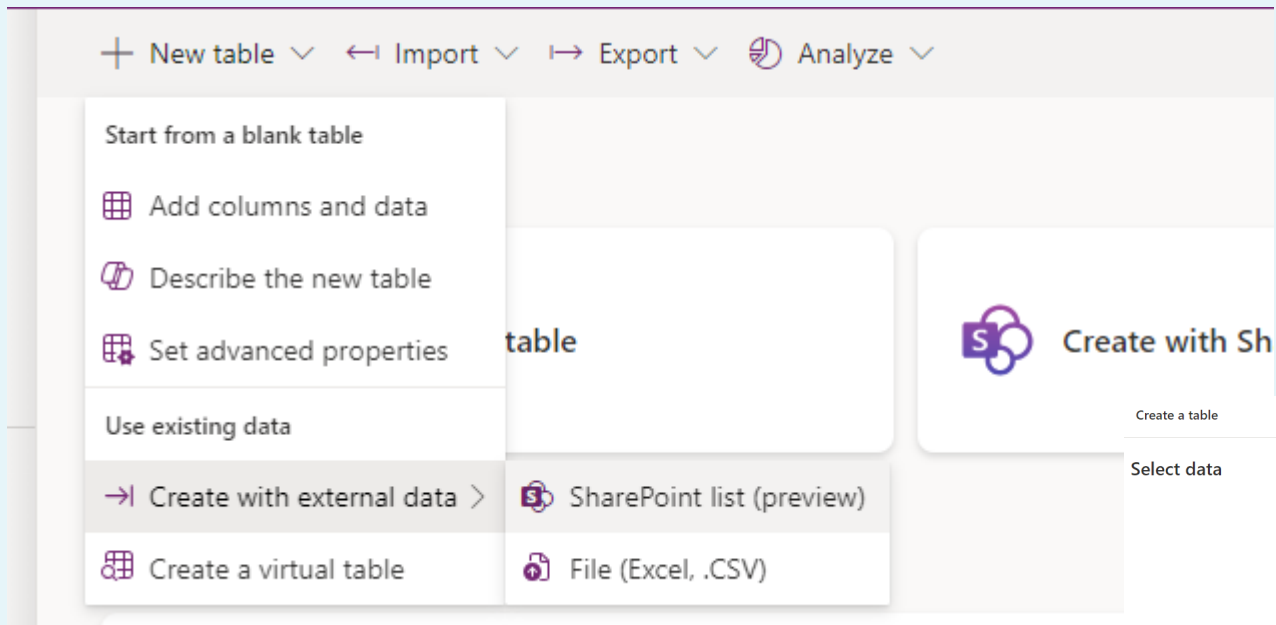 New table Import Export Analyze
Start from a blank table
Add columns and data
Describe the new table
Set advanced properties
table
Create with Sh
Use existing data
Create a table
Select data
Create with external data
SharePoint list (preview)
Create a virtual table
File (Excel, .CSV)